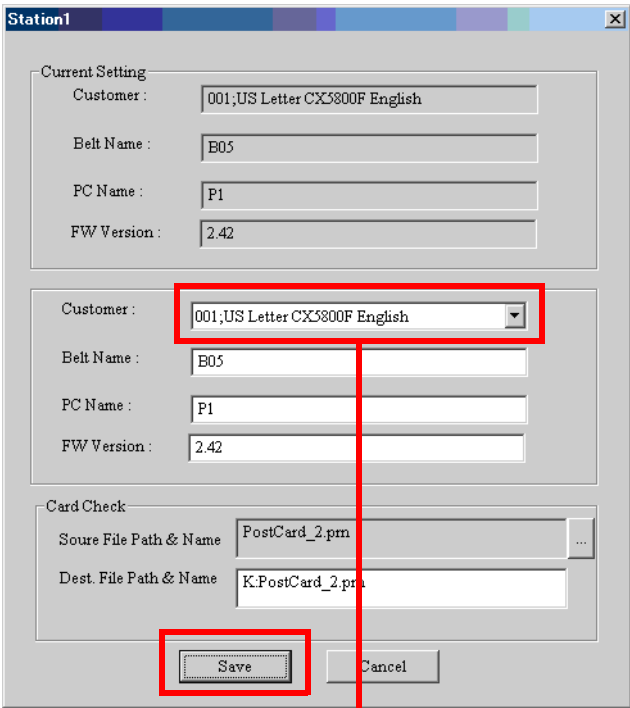 Station1
Current Setting
Customer : 001;US Letter CX5800F English
Belt Name : B05
PC Name : P1
FW Version : 2.42
Customer : 001;US Letter CX5800F English
Belt Name : B05
PC Name : P1
FW Version : 2.42
Card Check
Soure File Path & Name PostCard_2.prn ...
Dest. File Path & Name K:PostCard_2.prn
Save Cancel